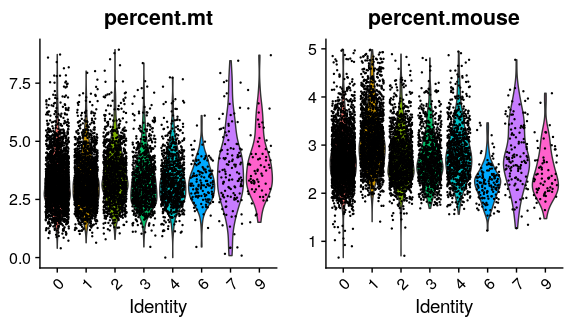 percent.mt
percent.mouse
7.5
5.0
2.5
0.0
0 1 2 3 4 6 7 9
Identity
5
4
3
2
1
0 1 2 3 4 6 7 9
Identity